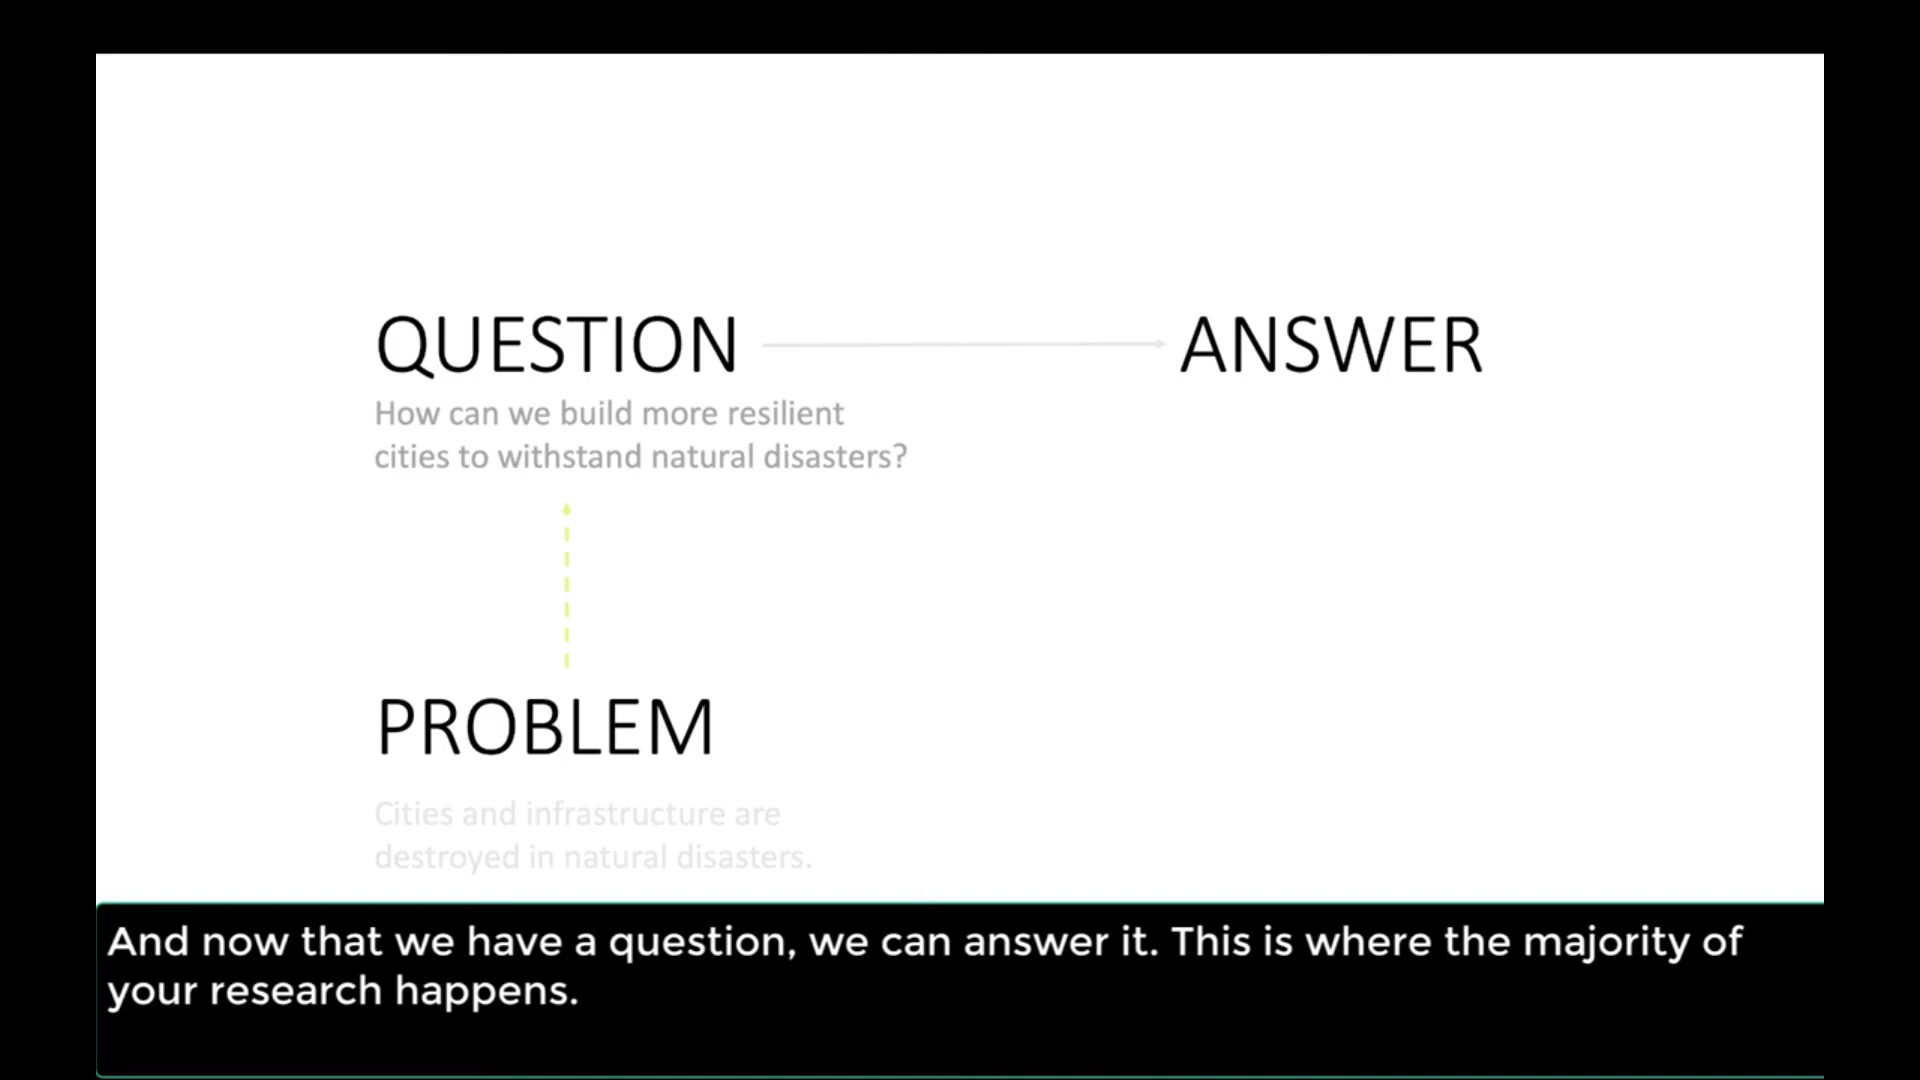 QUESTION
ANSWER
How can we build more resilient
cities to withstand natural disasters?
PROBLEM
Cities and infrastructure are
destroyed in natural disasters.
And now that we have a question, we can answer it. This is where the majority of
your research happens.